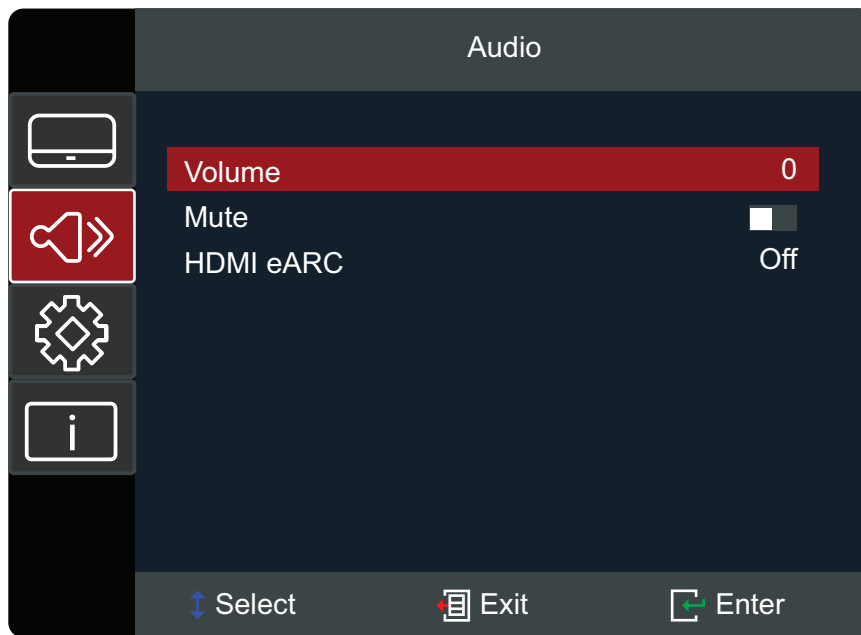 Audio
Volume 0
Mute
HDMI eARC Off
i
Select Exit Enter